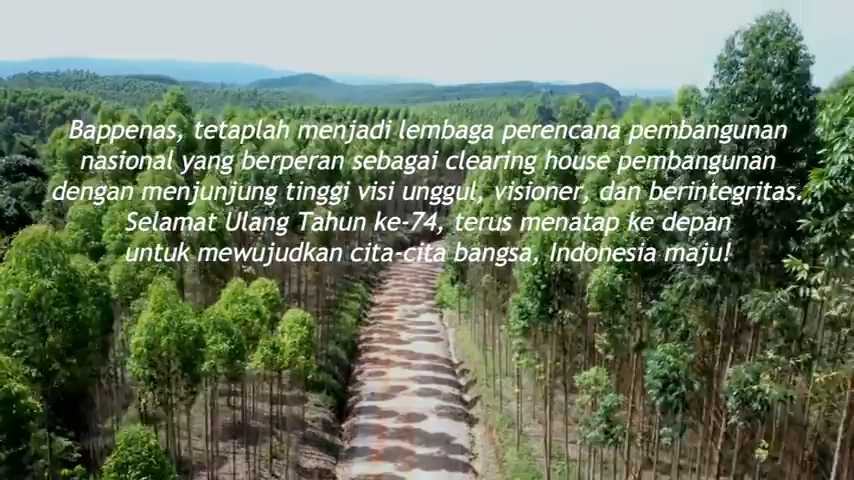 Bappenas, tetaplah menjadi lembaga perencana pembangunan
nasional yang berperan sebagai clearing house pembangunan
dengan menjunjung tinggi visi unggul, visioner, dan berintegritas.
Selamat Ulang Tahun ke-74, terus menatap ke depan
untuk mewujudkan cita-cita bangsa, Indonesia maju!